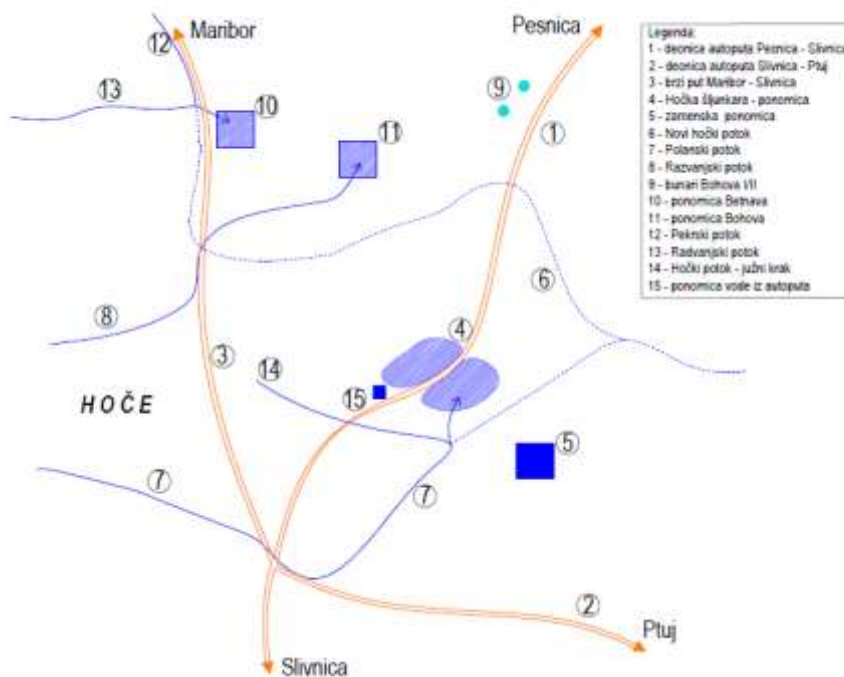 Maribor
Pesnica
12
13
10
11
9
1
Legenda:
1 - deonica autoputa Pesnica - Slivnica
2 - deonica autoputa Slivnica - Ptuj
3 - brzi put Maribor - Slivnica
4 - Hočka šljunkara - ponornica
5 - zamenska ponornica
6 - Novi hočki potok
7 - Polanski potok
8 - Razvanjski potok
9 - bunari Bohova I/II
10 - ponornica Betnava
11 - ponornica Bohova
12 - Pekrski potok
13 - Radvanjski potok
14 - Hočki potok - južni krak
15 - ponornica vode iz autoputa
6
8
3
4
14
15
HOČE
5
7
7
2
Ptuj
Slivnica